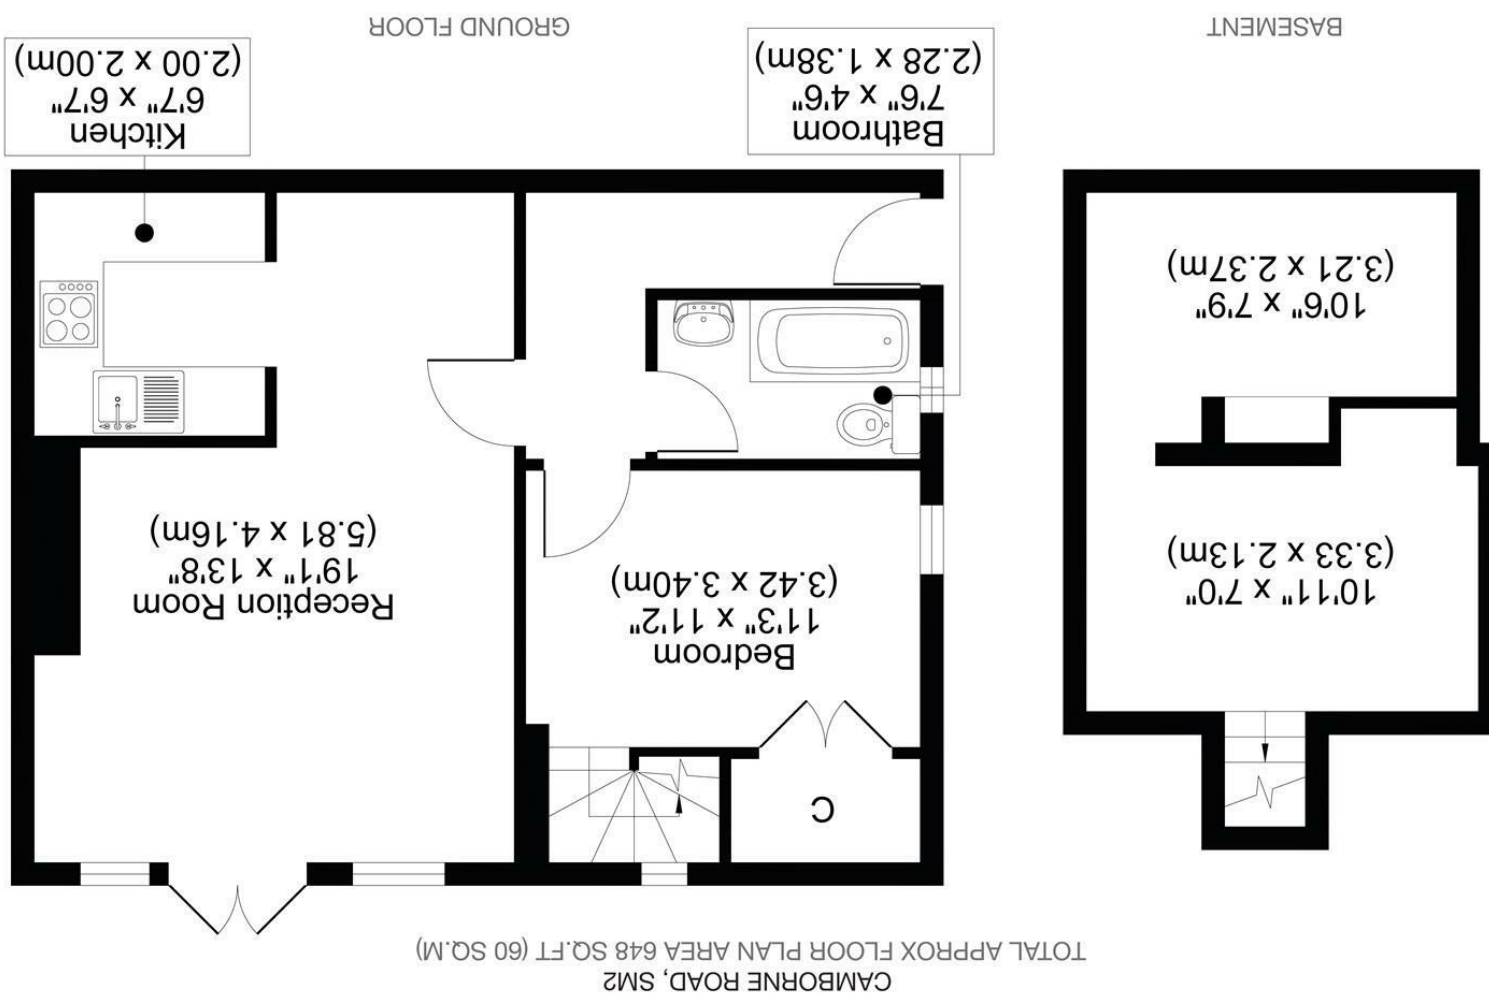 CAMBORNE ROAD, SM2
TOTAL APPROX FLOOR PLAN AREA 648 SQ.FT (60 SQ.M)
C
Bedroom
11'3" x 11'2"
(3.42 x 3.40m)
Reception Room
19'1" x 13'8"
(5.81 x 4.16m)
10'11" x 7'0"
(3.33 x 2.13m)
10'6" x 7'9"
(3.21 x 2.37m)
Bathroom
7'6" x 4'6"
(2.28 x 1.38m)
Kitchen
6'7" x 6'7"
(2.00 x 2.00m)
BASEMENT
GROUND FLOOR